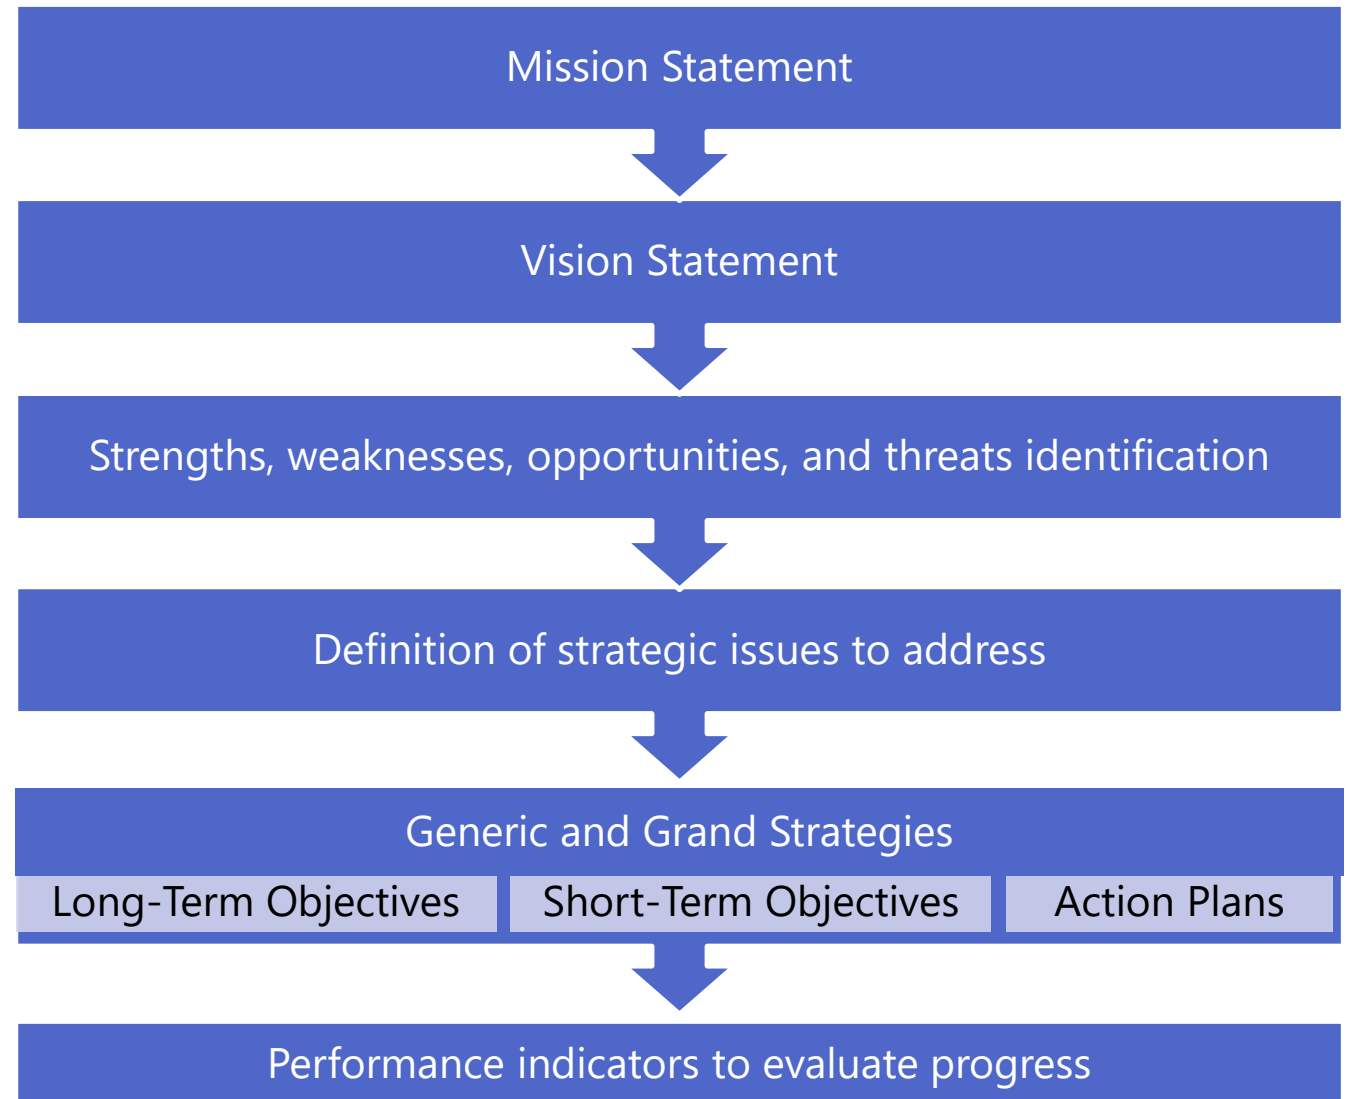 Mission Statement
Vision Statement
Strengths, weaknesses, opportunities, and threats identification
Definition of strategic issues to address
Generic and Grand Strategies
Long-Term Objectives
Short-Term Objectives
Action Plans
Performance indicators to evaluate progress